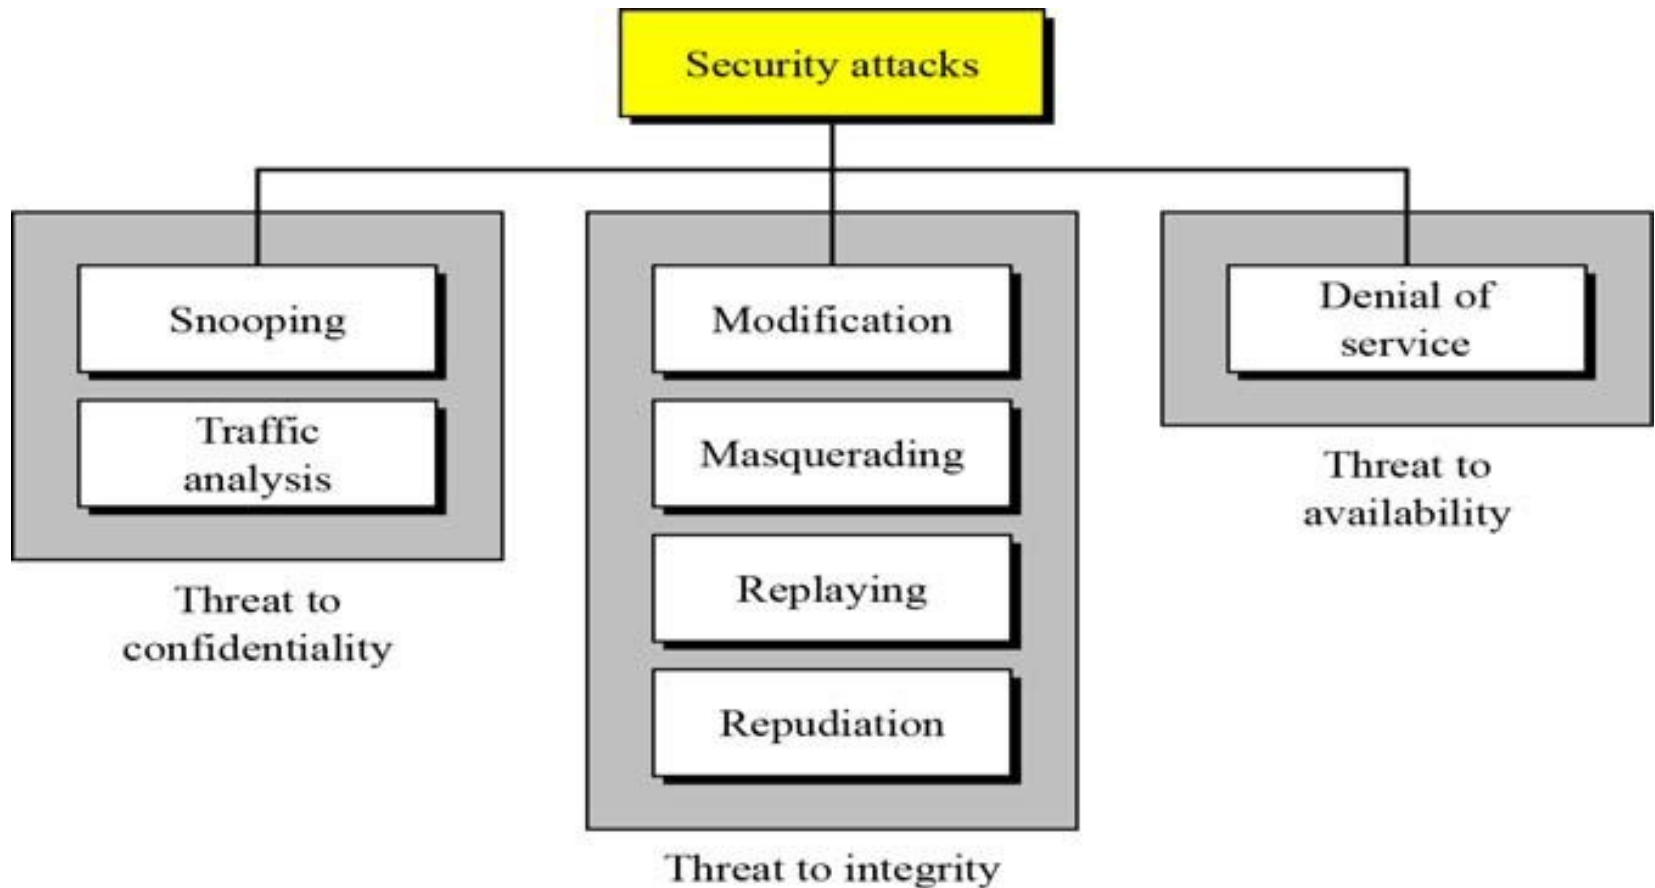 Security attacks
Snooping
Traffic
analysis
Threat to
confidentiality
Modification
Masquerading
Replaying
Repudiation
Threat to integrity
Denial of
service
Threat to
availability